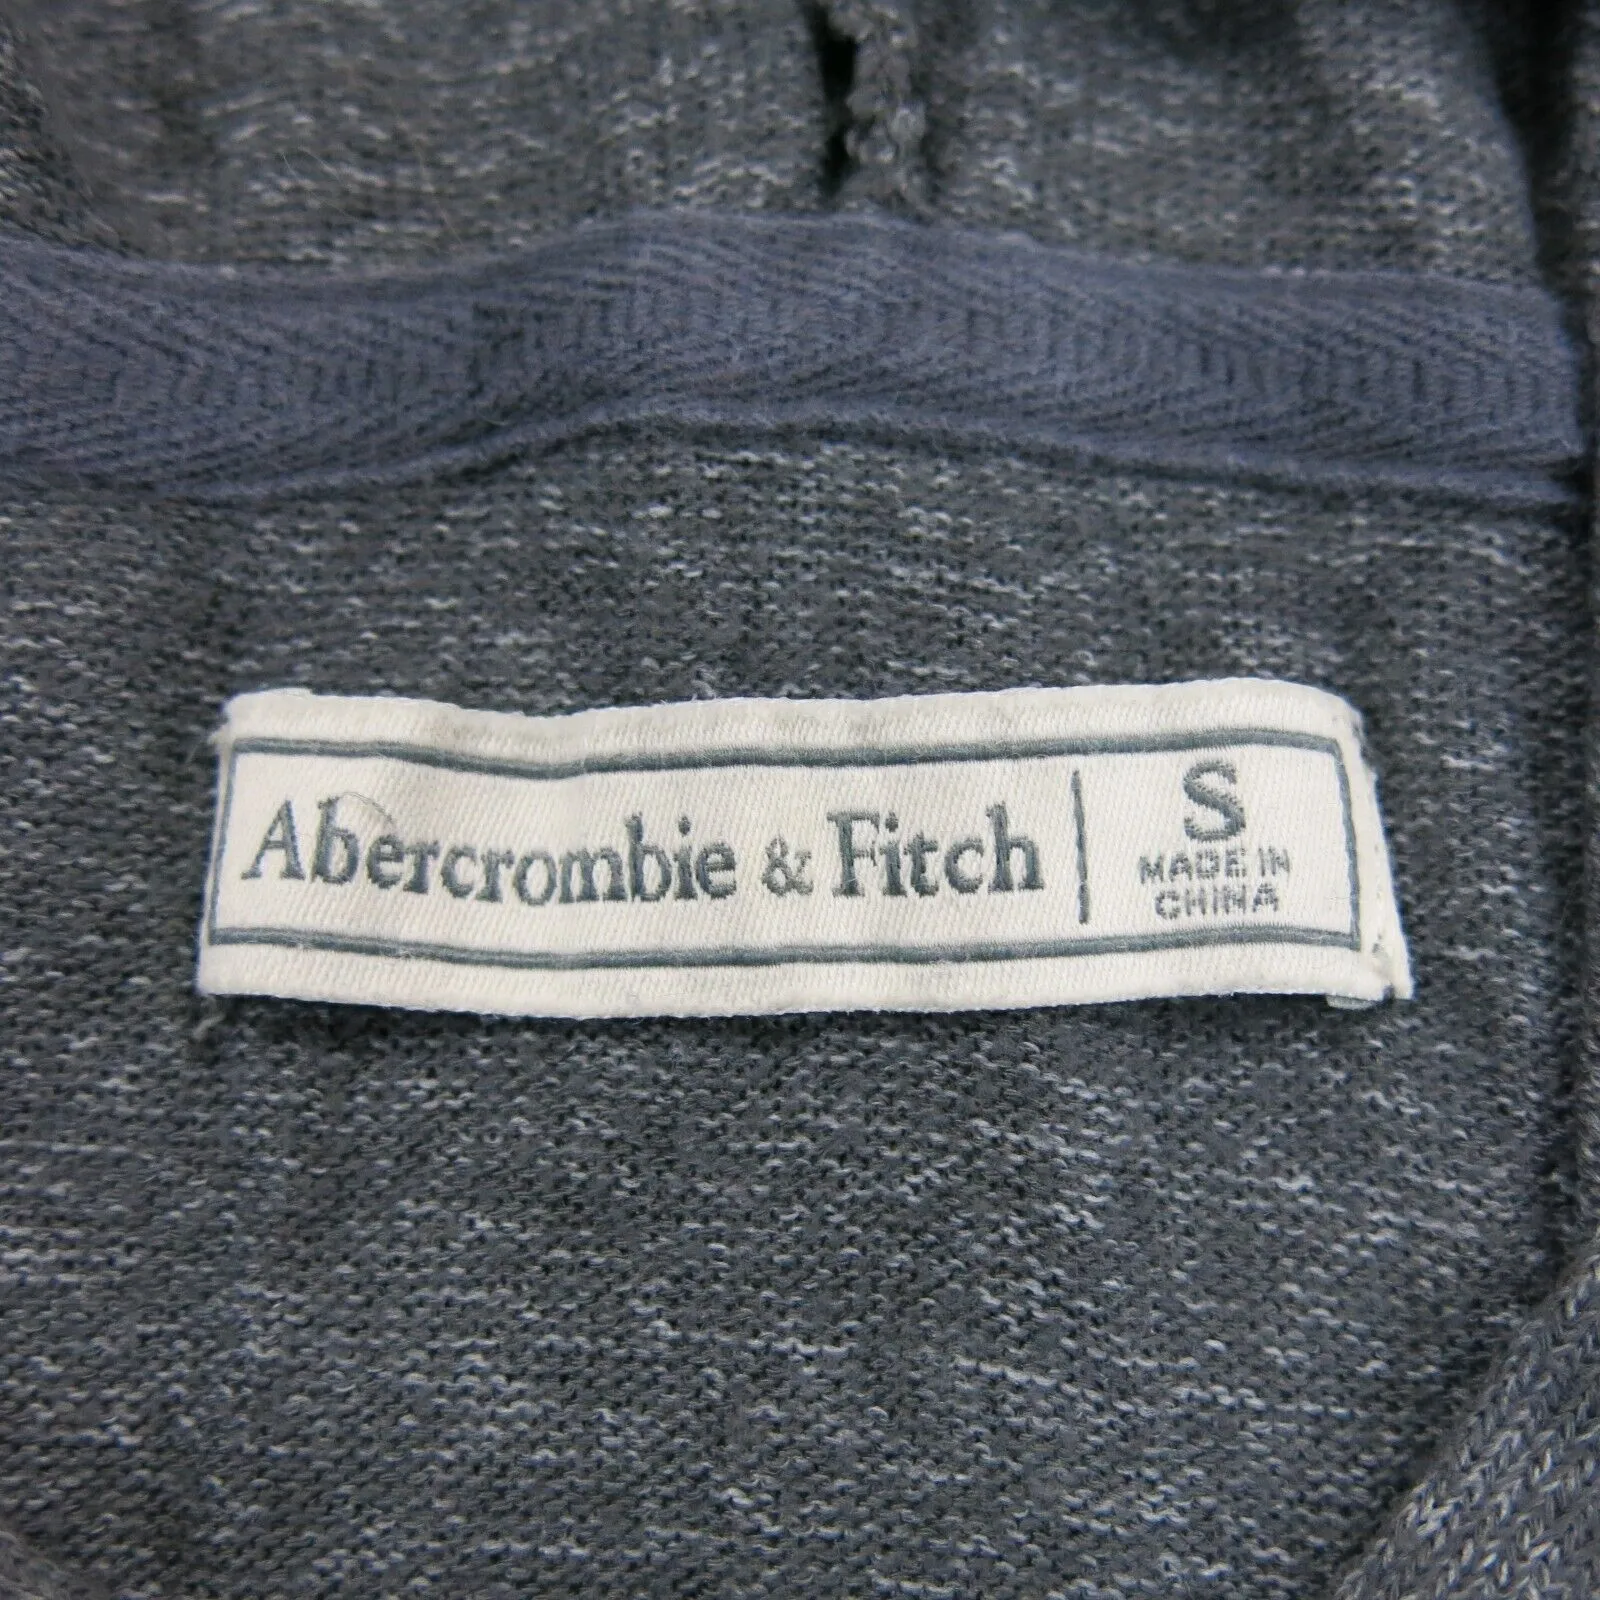 Abercrombie & Fitch
S
MADE IN
CHINA